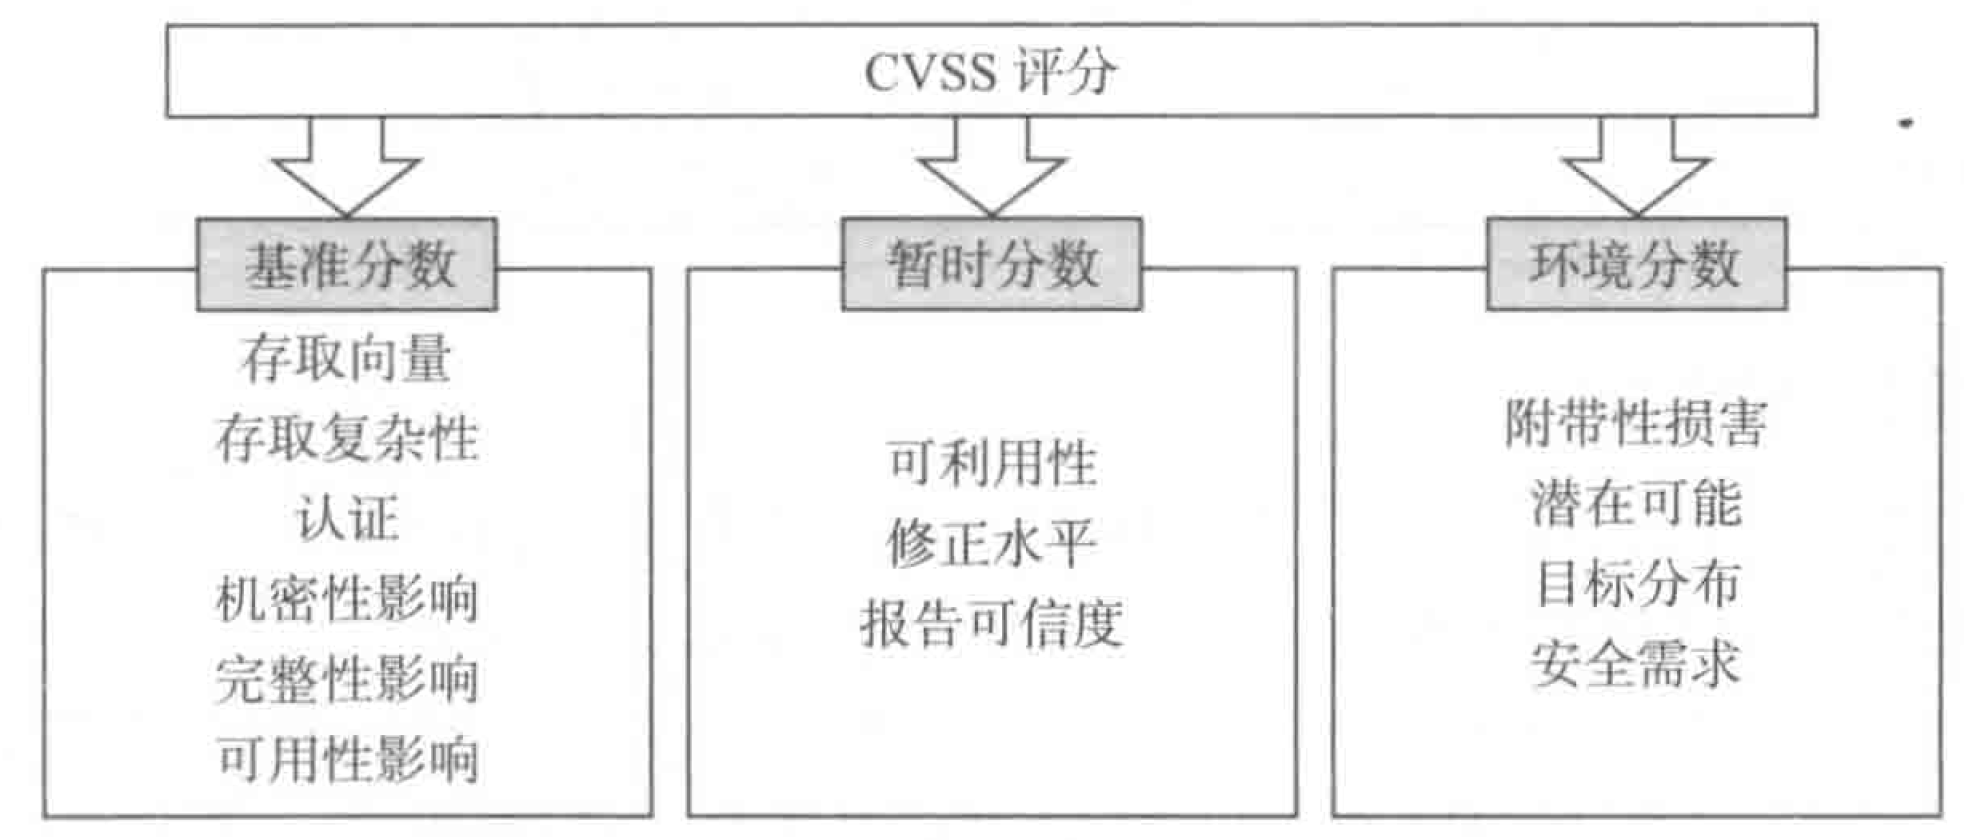 CVSS 评分
基准分数
存取向量
存取复杂性
认证
机密性影响
完整性影响
可用性影响
暂时分数
可利用性
修正水平
报告可信度
环境分数
附带性损害
潜在可能
目标分布
安全需求